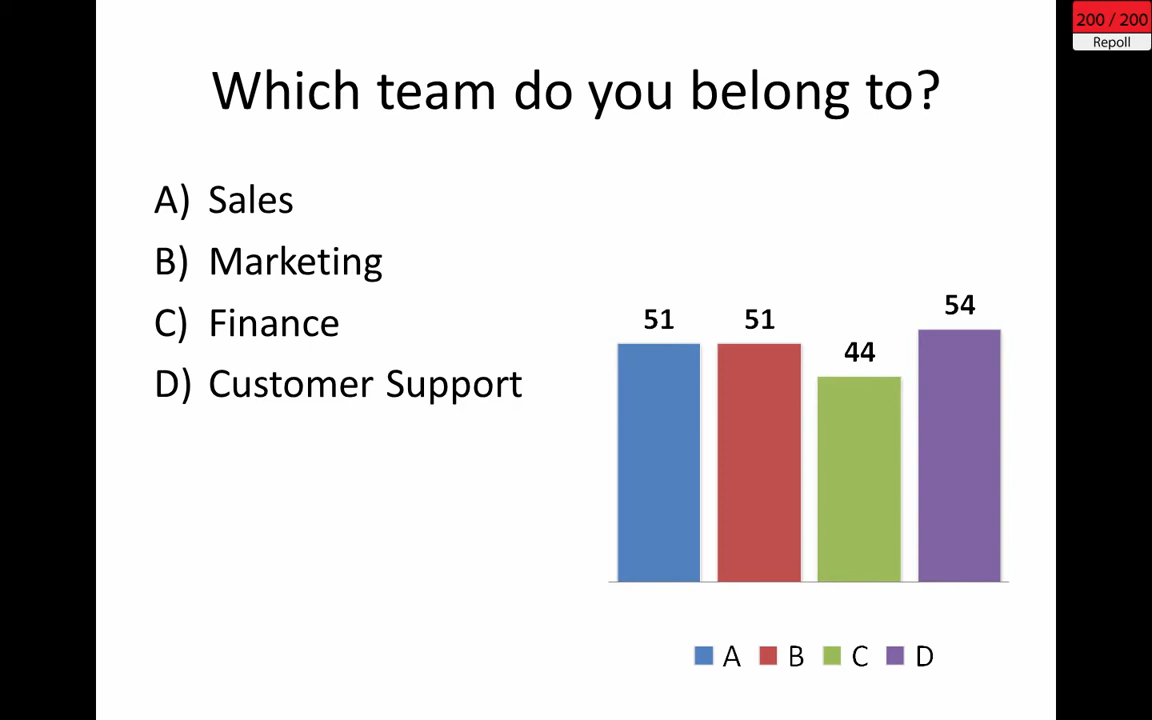 200 / 200
Repoll
Which team do you belong to?
A) Sales
B) Marketing
C) Finance
D) Customer Support
51 51 44 54
A B C D